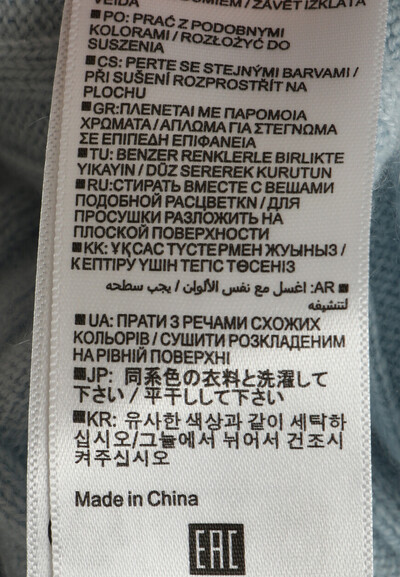 VEIDĀ
■PO: PRAĆ Z PODOBNYMI
KOLORAMI / ROZŁOŻYĆ DO
SUSZENIA
■CS: PERTE SE STEJNÝMI BARVAMI /
PŘI SUŠENÍ ROZPROSTŘÍT NA
PLOCHU
■GR:ΠΛΕΝΕΤΑΙ ΜΕ ΠΑΡΟΜΟΙΑ
ΧΡΩΜΑΤΑ / ΑΠΛΩΜΑ ΓΙΑ ΣΤΕΓΝΩΜΑ
ΣΕ ΕΠΙΠΕΔΗ ΕΠΙΦΑΝΕΙΑ
■TU: BENZER RENKLERLE BIRLIKTE
YIKAYIN / DÜZ SEREREK KURUTUN
■RU:СТИРАТЬ ВМЕСТЕ С ВЕЩАМИ
ПОДОБНОЙ РАСЦВЕТКИ / ДЛЯ
ПРОСУШКИ РАЗЛОЖИТЬ НА
ПЛОСКОЙ ПОВЕРХНОСТИ
■KK: ҰҚСАС ТҮСТЕРМЕН ЖУЫҢЫЗ /
КЕПТІРУ ҮШІН ТЕГІС ТӨСЕҢІЗ
■ AR: اغسل مع نفس الألوان / يجب سطحه
لتنشيفه
■UA: ПРАТИ З РЕЧАМИ СХОЖИХ
КОЛЬОРІВ / СУШИТИ РОЗКЛАДЕНИМ
НА РІВНІЙ ПОВЕРХНІ
■JP: 同系色の衣料と洗濯して
下さい / 平干しして下さい
■KR: 유사한 색상과 같이 세탁하
십시오/그늘에서 뉘어서 건조시
켜주십시오
Made in China
EAC